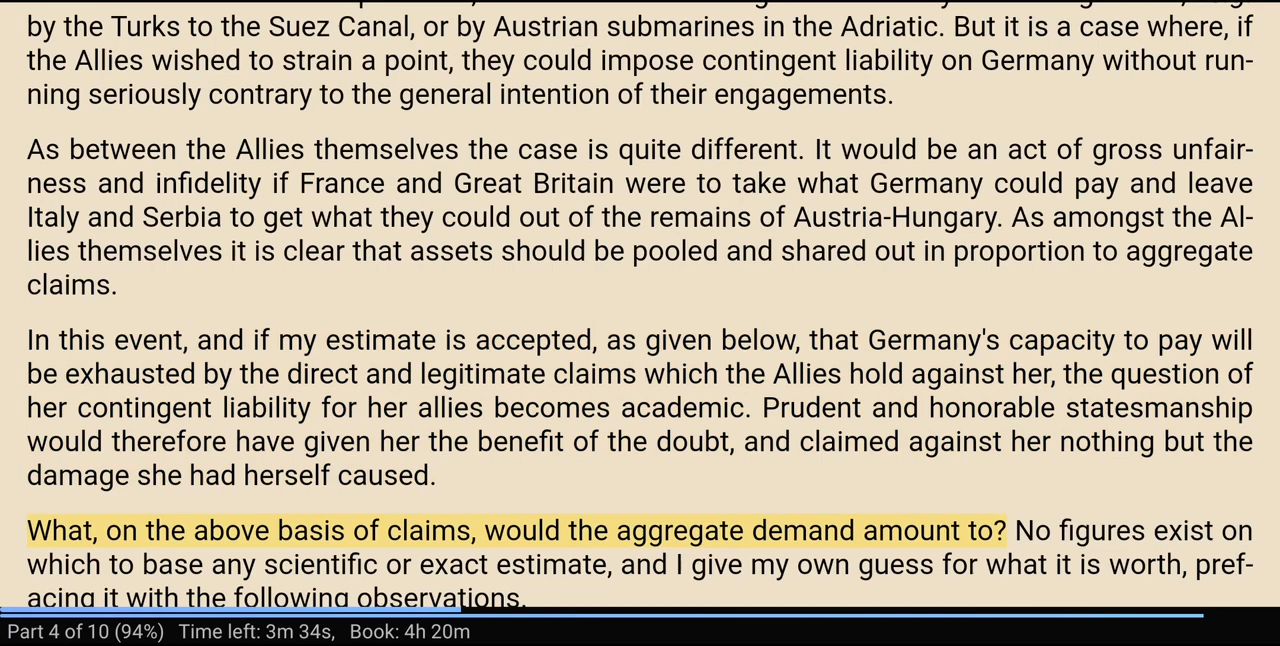 by the Turks to the Suez Canal, or by Austrian submarines in the Adriatic. But it is a case where, if
the Allies wished to strain a point, they could impose contingent liability on Germany without run-
ning seriously contrary to the general intention of their engagements.
As between the Allies themselves the case is quite different. It would be an act of gross unfair-
ness and infidelity if France and Great Britain were to take what Germany could pay and leave
Italy and Serbia to get what they could out of the remains of Austria-Hungary. As amongst the Al-
lies themselves it is clear that assets should be pooled and shared out in proportion to aggregate
claims.
In this event, and if my estimate is accepted, as given below, that Germany's capacity to pay will
be exhausted by the direct and legitimate claims which the Allies hold against her, the question of
her contingent liability for her allies becomes academic. Prudent and honorable statesmanship
would therefore have given her the benefit of the doubt, and claimed against her nothing but the
damage she had herself caused.
What, on the above basis of claims, would the aggregate demand amount to? No figures exist on
which to base any scientific or exact estimate, and I give my own guess for what it is worth, pref-
acing it with the following observations.
Part 4 of 10 (94%) Time left: 3m 34s, Book: 4h 20m